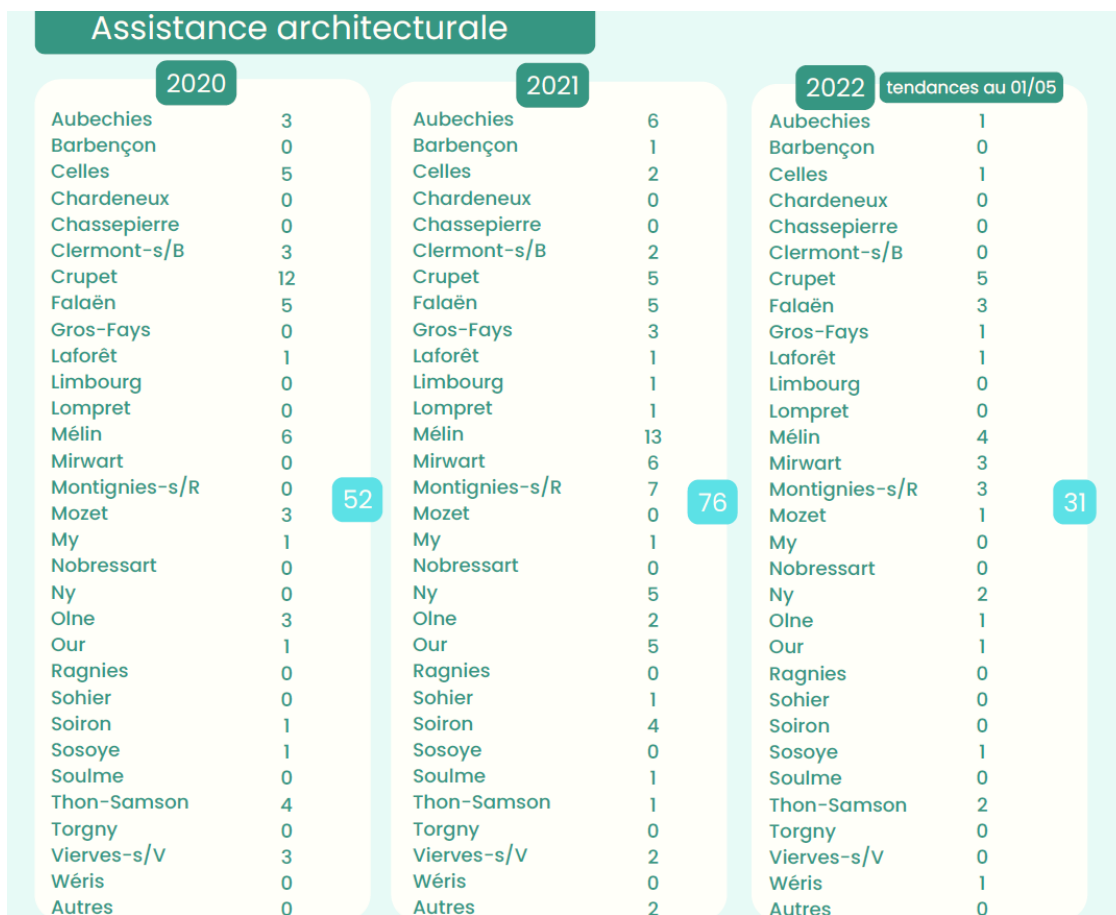 Assistance architecturale
2020
Aubechies 3
Barbençon 0
Celles 5
Chardeneux 0
Chassepierre 0
Clermont-s/B 3
Crupet 12
Falaën 5
Gros-Fays 0
Laforêt 1
Limbourg 0
Lompret 0
Mélin 6
Mirwart 0
Montignies-s/R 0
Mozet 3
My 1
Nobressart 0
Ny 0
Olne 3
Our 1
Ragnies 0
Sohier 0
Soiron 1
Sosoye 1
Soulme 0
Thon-Samson 4
Torgny 0
Vierves-s/V 3
Wéris 0
Autres 0
52
2021
Aubechies 6
Barbençon 1
Celles 2
Chardeneux 0
Chassepierre 0
Clermont-s/B 2
Crupet 5
Falaën 5
Gros-Fays 3
Laforêt 1
Limbourg 1
Lompret 1
Mélin 13
Mirwart 6
Montignies-s/R 7
Mozet 0
My 1
Nobressart 0
Ny 5
Olne 2
Our 5
Ragnies 0
Sohier 1
Soiron 4
Sosoye 0
Soulme 1
Thon-Samson 1
Torgny 0
Vierves-s/V 2
Wéris 0
Autres 2
76
2022 tendances au 01/05
Aubechies 1
Barbençon 0
Celles 1
Chardeneux 0
Chassepierre 0
Clermont-s/B 0
Crupet 5
Falaën 3
Gros-Fays 1
Laforêt 1
Limbourg 0
Lompret 0
Mélin 4
Mirwart 3
Montignies-s/R 3
Mozet 1
My 0
Nobressart 0
Ny 2
Olne 1
Our 1
Ragnies 0
Sohier 0
Soiron 0
Sosoye 1
Soulme 0
Thon-Samson 2
Torgny 0
Vierves-s/V 0
Wéris 1
Autres 0
31